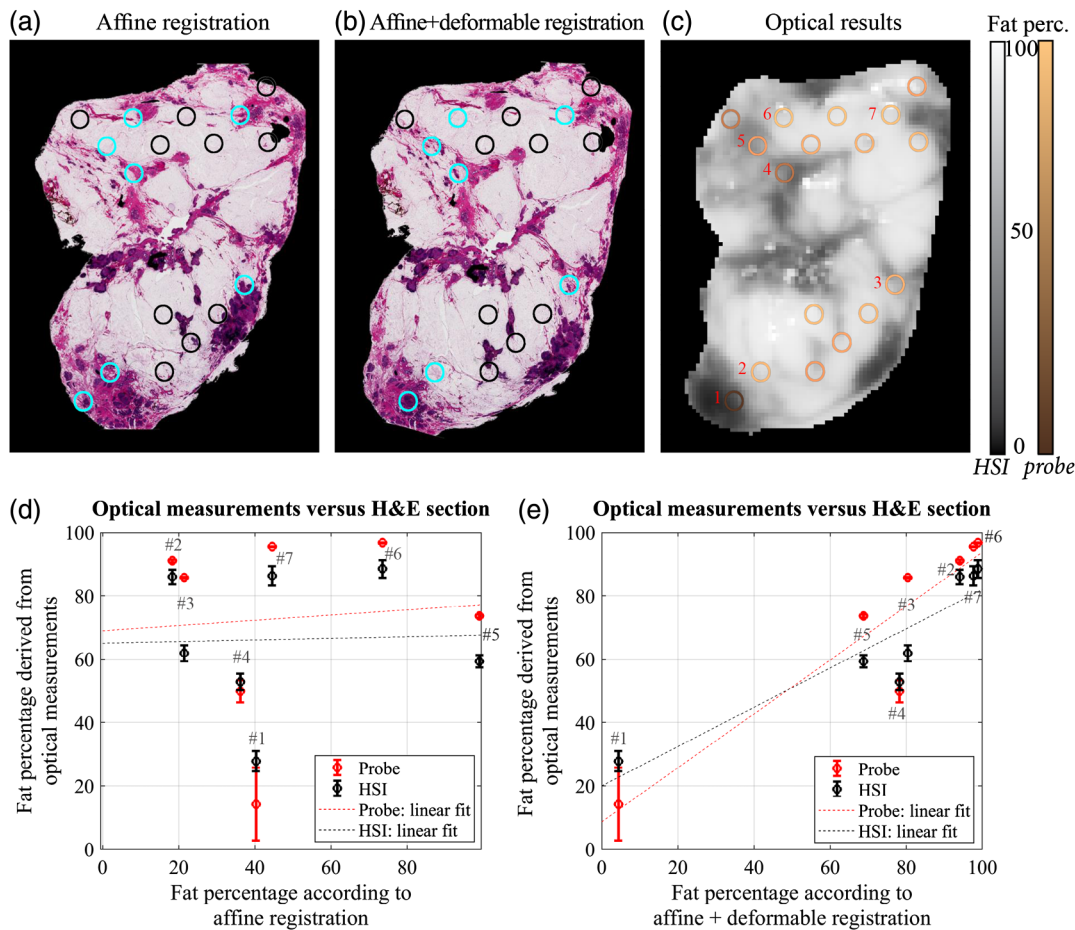 (a) Affine registration
(b) Affine+deformable registration
(c) Optical results
Fat perc.
100
50
0
HSI probe
6
7
5
4
3
2
1
(d) Optical measurements versus H&E section
Fat percentage derived from
optical measurements
100
80
60
40
20
0
#2
#3
#7
#6
#5
#4
#1
Probe
HSI
Probe: linear fit
HSI: linear fit
0 20 40 60 80
Fat percentage according to
affine registration
(e) Optical measurements versus H&E section
Fat percentage derived from
optical measurements
100
80
60
40
20
0
#6
#2
#7
#3
#5
#4
#1
Probe
HSI
Probe: linear fit
HSI: linear fit
0 20 40 60 80 100
Fat percentage according to
affine + deformable registration